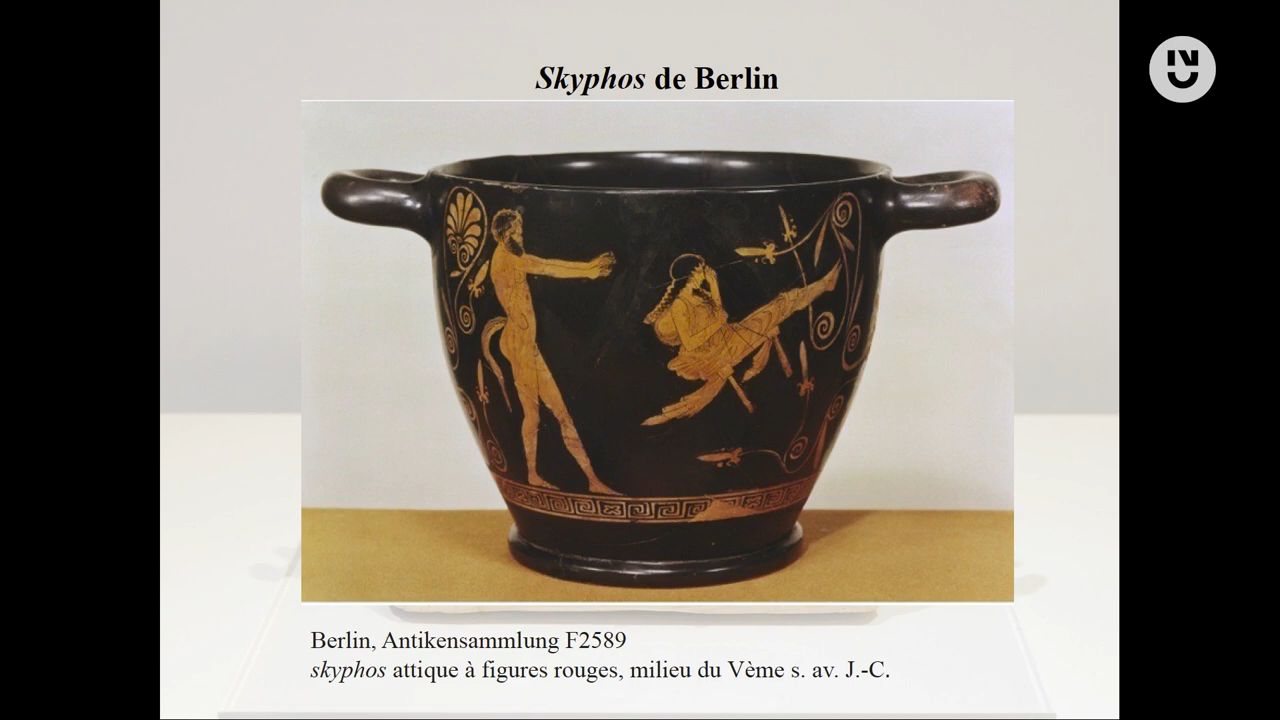 Skyphos de Berlin
Berlin, Antikensammlung F2589
skyphos attique à figures rouges, milieu du Vème s. av. J.-C.